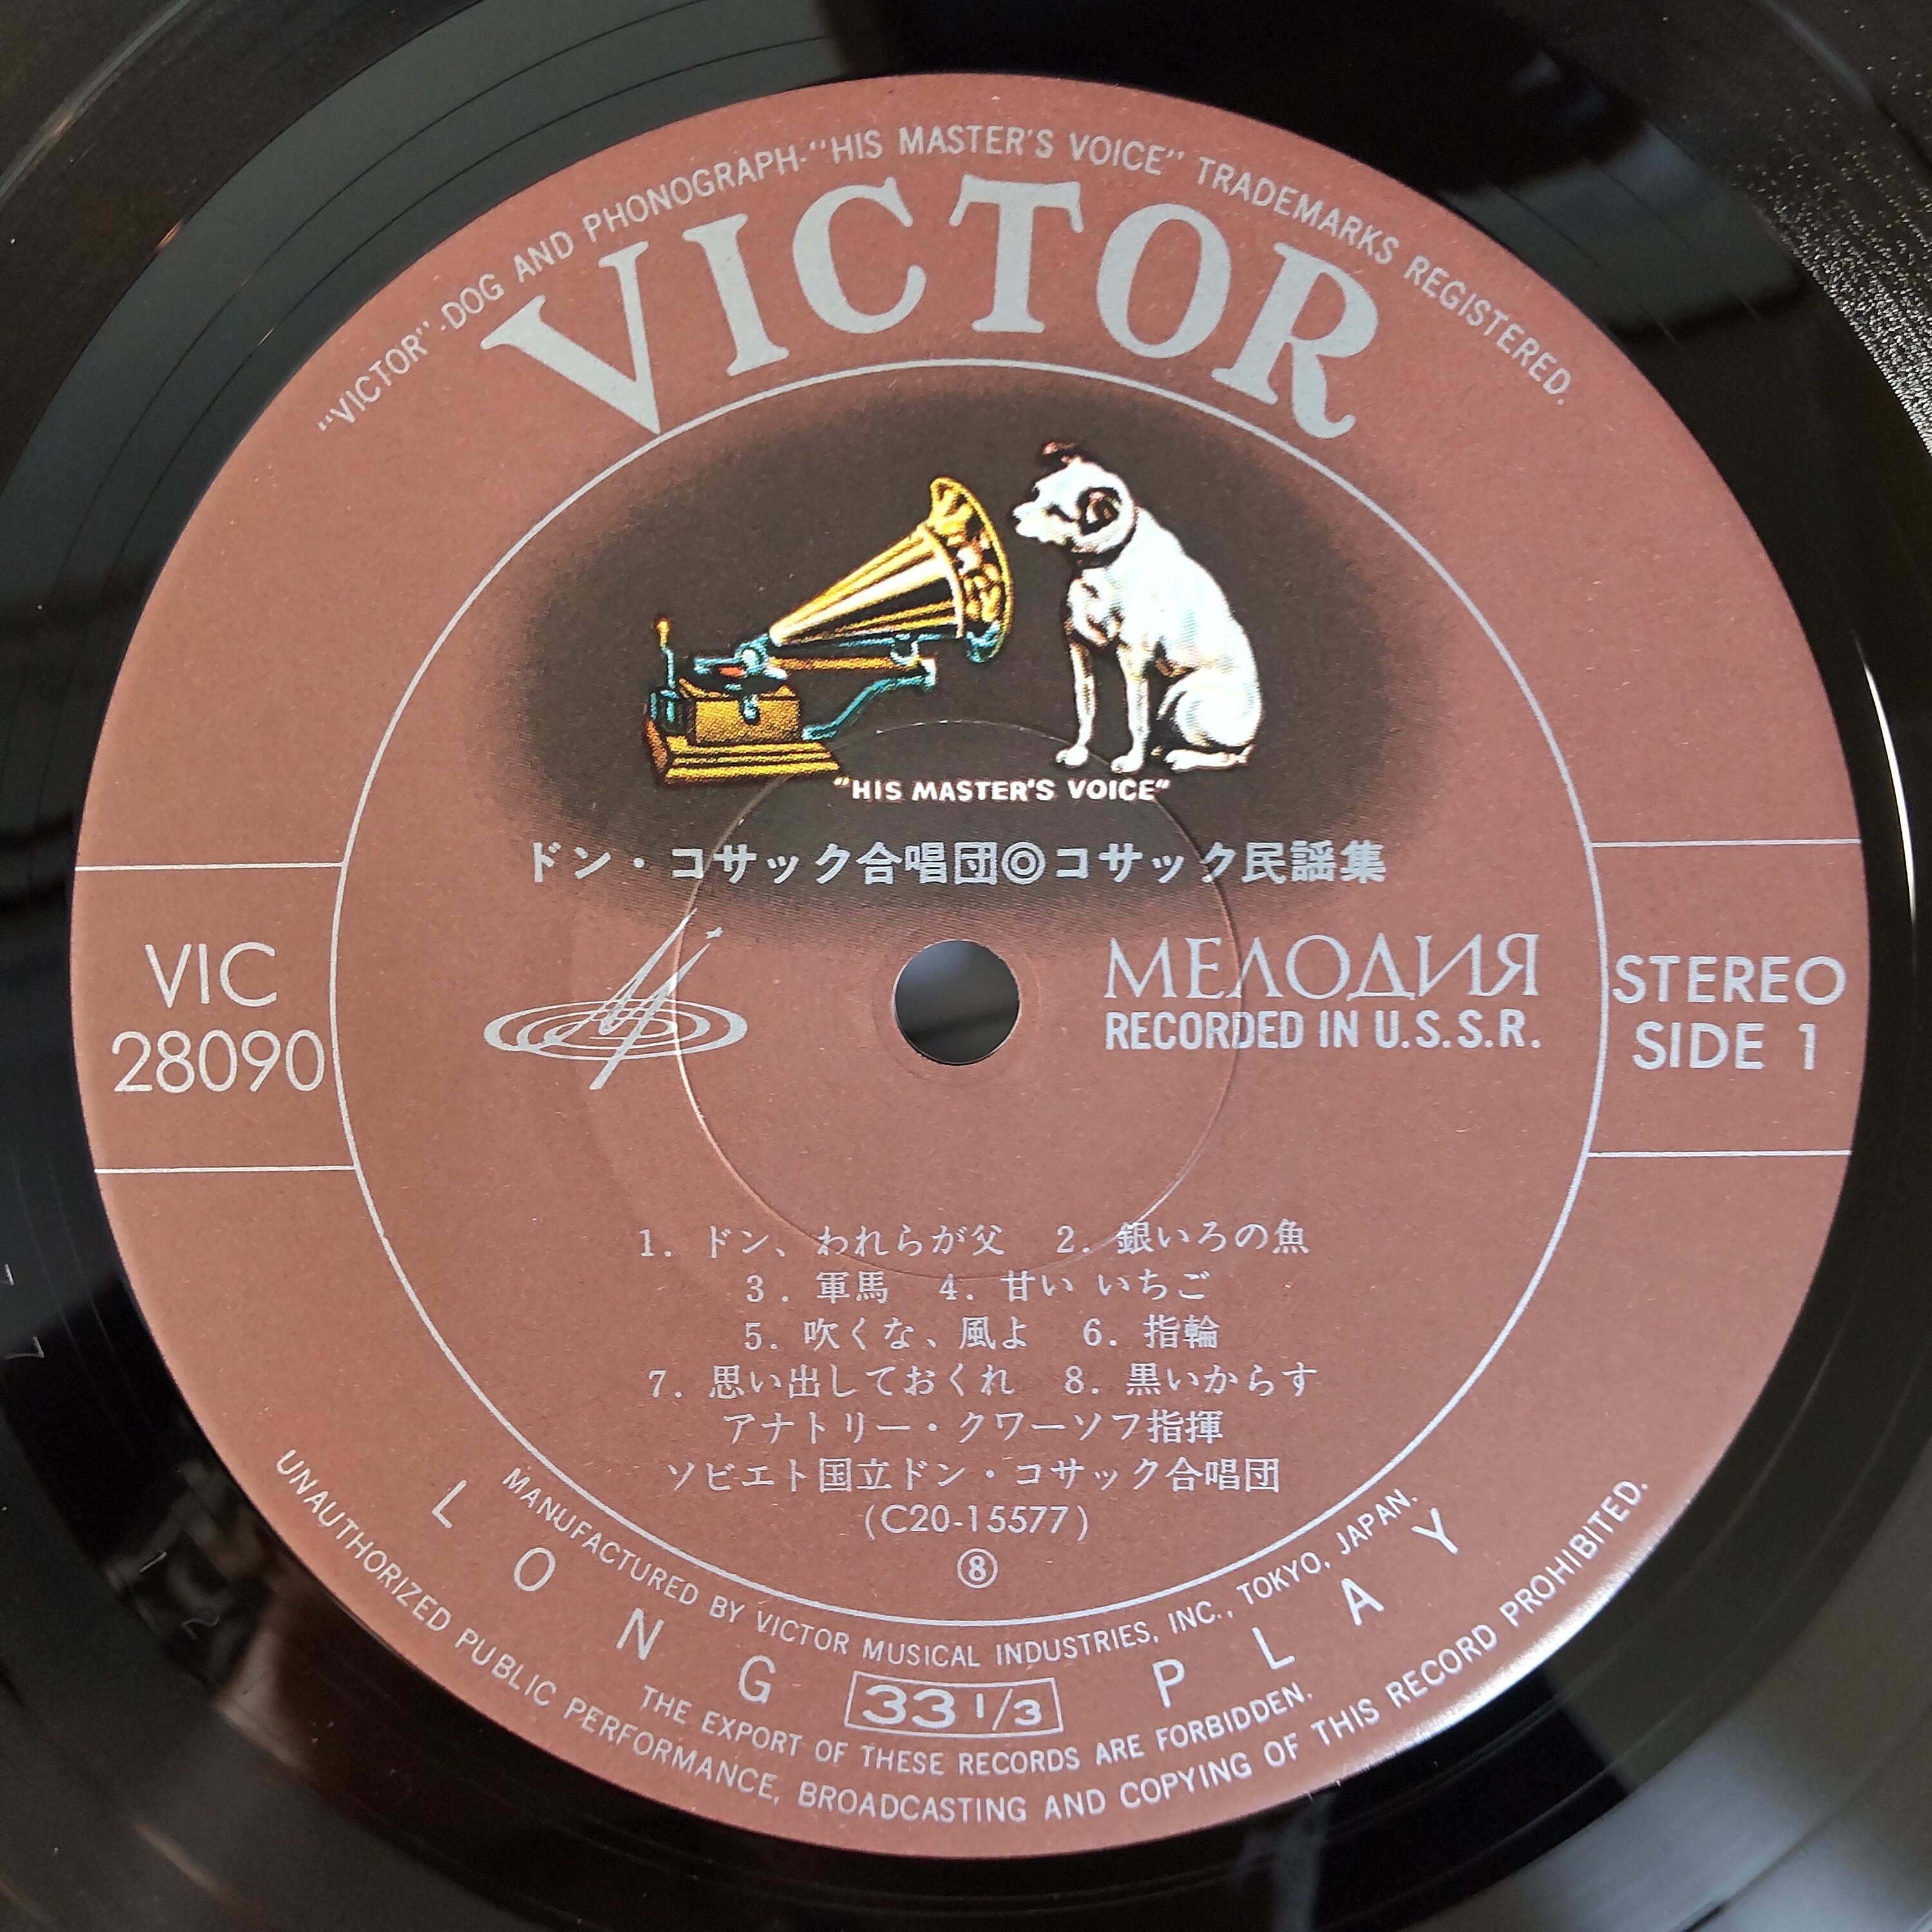 "VICTOR"-DOG AND PHONOGRAPH-"HIS MASTER'S VOICE" TRADEMARKS REGISTERED.
VICTOR
"HIS MASTER'S VOICE"
ドン・コサック合唱団◎コサック民謡集
VIC
28090
МЕЛОДИЯ
RECORDED IN U.S.S.R.
STEREO
SIDE 1
1. ドン、われらが父 2. 銀いろの魚
3. 軍馬 4. 甘い いちご
5. 吹くな、風よ 6. 指輪
7. 思い出しておくれ 8. 黒いからす
アナトリー・クワーソフ指揮
ソビエト国立ドン・コサック合唱団
(C20-15577)
⑧
MANUFACTURED BY VICTOR MUSICAL INDUSTRIES, INC., TOKYO, JAPAN.
LONG PLAY
33 1/3
THE EXPORT OF THESE RECORDS ARE FORBIDDEN.
UNAUTHORIZED PUBLIC PERFORMANCE, BROADCASTING AND COPYING OF THIS RECORD PROHIBITED.